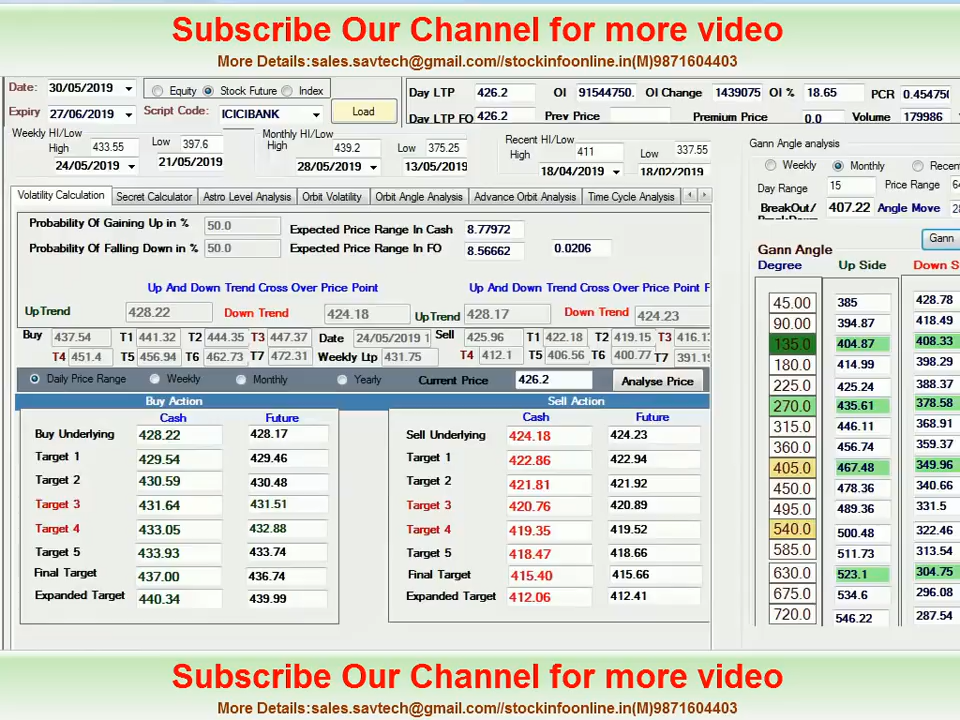 Subscribe Our Channel for more video
More Details:sales.savtech@gmail.com//stockinfoonline.in(M)9871604403
Date: 30/05/2019 Equity Stock Future Index Day LTP 426.2 OI 91544750. OI Change 1439075 OI % 18.65 PCR 0.454750
Expiry 27/06/2019 Script Code: ICICIBANK Load Day LTP FO 426.2 Prev Price Premium Price 0.0 Volume 179986
Weekly HI/Low High 433.55 Low 397.6 Monthly HI/Low High 439.2 Low 375.25 Recent HI/Low High 411 Low 337.55 Gann Angle analysis
24/05/2019 21/05/2019 28/05/2019 13/05/2019 18/04/2019 18/02/2019 Weekly Monthly Recent
Day Range 15 Price Range
BreakOut/ 407.22 Angle Move
Volatility Calculation Secret Calculator Astro Level Analysis Orbit Volatility Orbit Angle Analysis Advance Orbit Analysis Time Cycle Analysis
Probability Of Gaining Up in % 50.0 Expected Price Range In Cash 8.77972
Probability Of Falling Down in % 50.0 Expected Price Range In FO 8.56662 0.0206
Gann
Gann Angle
Degree Up Side Down S
Up And Down Trend Cross Over Price Point Up And Down Trend Cross Over Price Point F
UpTrend 428.22 Down Trend 424.18 UpTrend 428.17 Down Trend 424.23
Buy 437.54 T1 441.32 T2 444.35 T3 447.37 Date 24/05/2019 1 Sell 425.96 T1 422.18 T2 419.15 T3 416.13
T4 451.4 T5 456.94 T6 462.73 T7 472.31 Weekly Ltp 431.75 T4 412.1 T5 406.56 T6 400.77 T7 391.19
Daily Price Range Weekly Monthly Yearly Current Price 426.2 Analyse Price
Buy Action Sell Action
Cash Future Cash Future
Buy Underlying 428.22 428.17 Sell Underlying 424.18 424.23
Target 1 429.54 429.46 Target 1 422.86 422.94
Target 2 430.59 430.48 Target 2 421.81 421.92
Target 3 431.64 431.51 Target 3 420.76 420.89
Target 4 433.05 432.88 Target 4 419.35 419.52
Target 5 433.93 433.74 Target 5 418.47 418.66
Final Target 437.00 436.74 Final Target 415.40 415.66
Expanded Target 440.34 439.99 Expanded Target 412.06 412.41
45.00 385 428.78
90.00 394.87 418.49
135.0 404.87 408.33
180.0 414.99 398.29
225.0 425.24 388.37
270.0 435.61 378.58
315.0 446.11 368.91
360.0 456.74 359.37
405.0 467.48 349.96
450.0 478.36 340.66
495.0 489.36 331.5
540.0 500.48 322.46
585.0 511.73 313.54
630.0 523.1 304.75
675.0 534.6 296.08
720.0 546.22 287.54
Subscribe Our Channel for more video
More Details:sales.savtech@gmail.com//stockinfoonline.in(M)9871604403